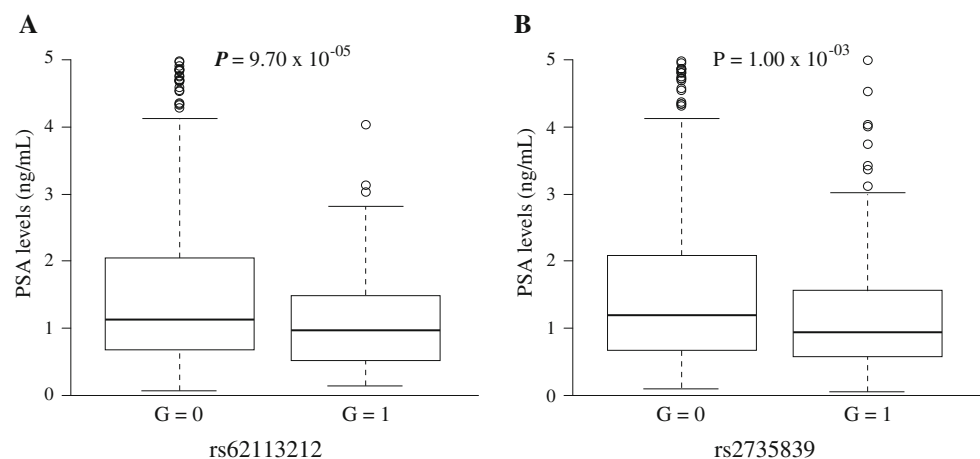 A
P = 9.70 x 10⁻⁰⁵
PSA levels (ng/mL)
5
4
3
2
1
0
G = 0
G = 1
rs62113212
B
P = 1.00 x 10⁻⁰³
PSA levels (ng/mL)
5
4
3
2
1
0
G = 0
G = 1
rs2735839